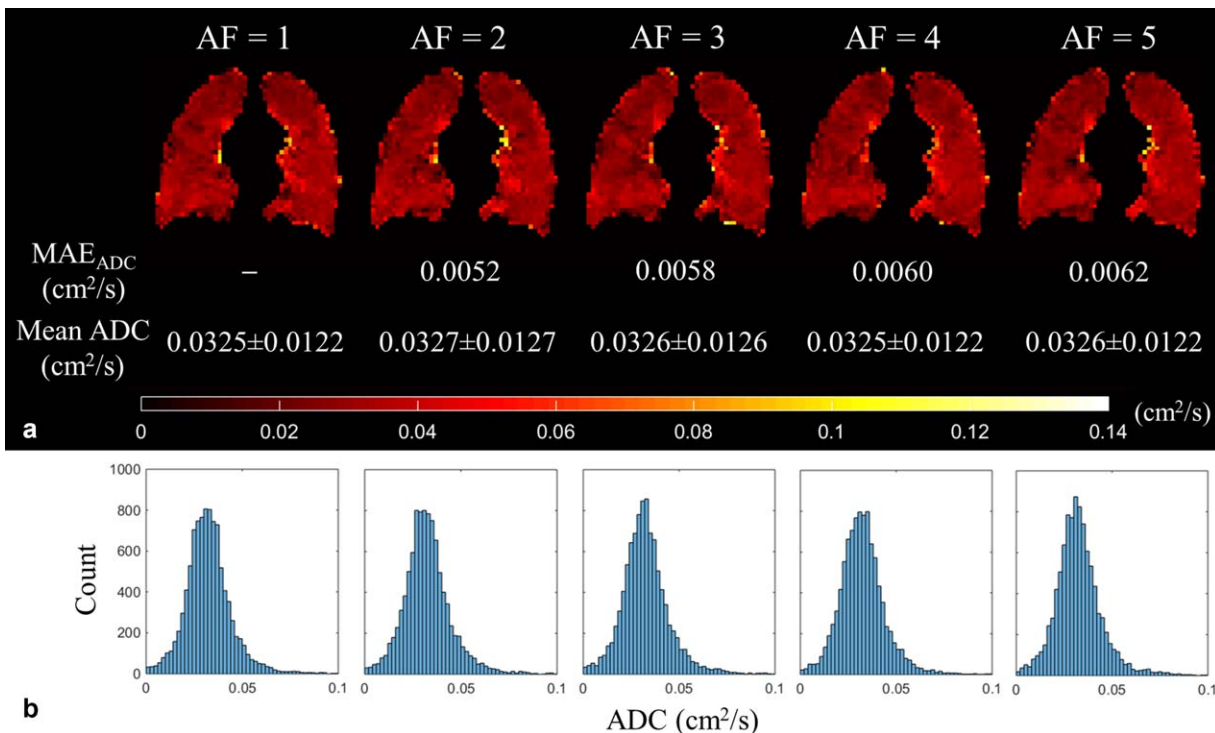 AF = 1 AF = 2 AF = 3 AF = 4 AF = 5
MAE_ADC – 0.0052 0.0058 0.0060 0.0062
(cm²/s)
Mean ADC 0.0325±0.0122 0.0327±0.0127 0.0326±0.0126 0.0325±0.0122 0.0326±0.0122
(cm²/s)
(cm²/s)
a 0 0.02 0.04 0.06 0.08 0.1 0.12 0.14
1000
800
600
400
200
0
Count
0 0.05 0.1 0 0.05 0.1 0 0.05 0.1 0 0.05 0.1 0 0.05 0.1
b ADC (cm²/s)